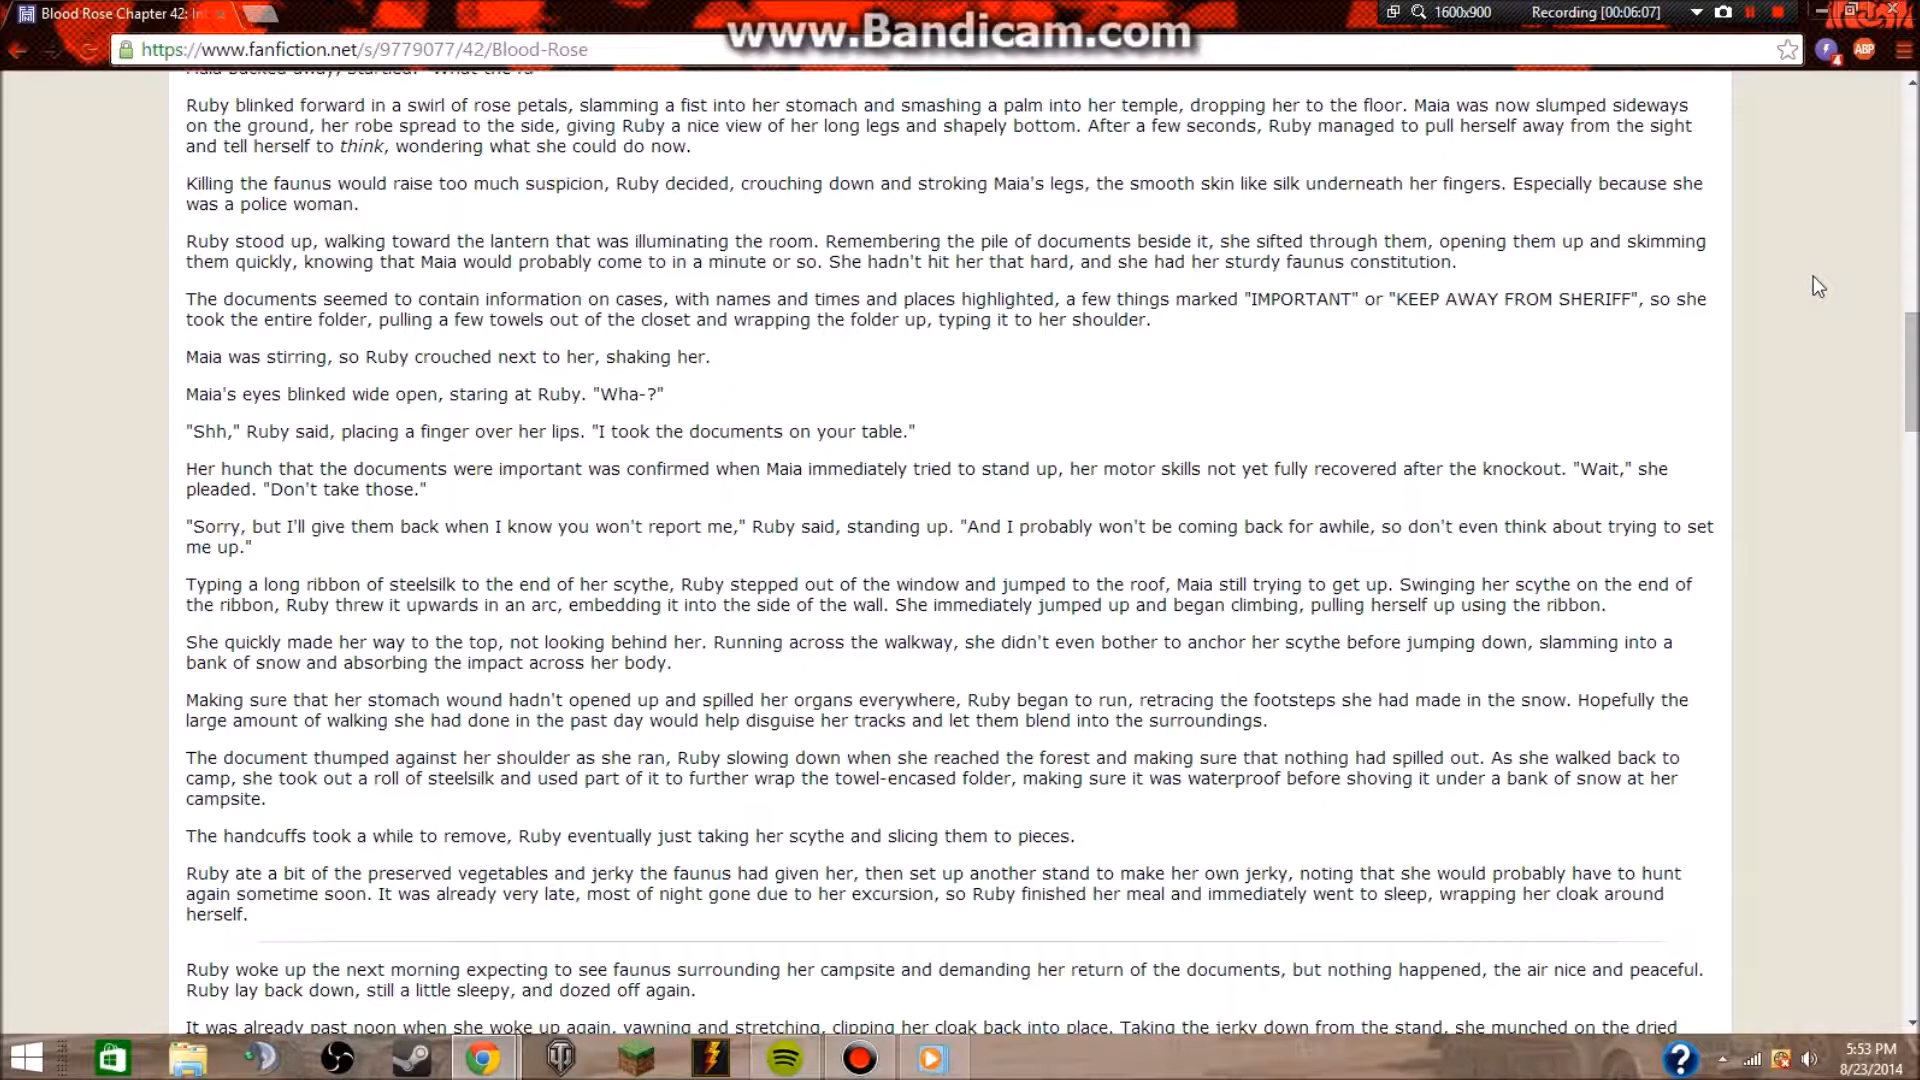 Blood Rose Chapter 42: In
www.Bandicam.com
1600x900
Recording [00:06:07]
https://www.fanfiction.net/s/9779077/42/Blood-Rose
ABP
4
Ruby blinked forward in a swirl of rose petals, slamming a fist into her stomach and smashing a palm into her temple, dropping her to the floor. Maia was now slumped sideways
on the ground, her robe spread to the side, giving Ruby a nice view of her long legs and shapely bottom. After a few seconds, Ruby managed to pull herself away from the sight
and tell herself to think, wondering what she could do now.
Killing the faunus would raise too much suspicion, Ruby decided, crouching down and stroking Maia's legs, the smooth skin like silk underneath her fingers. Especially because she
was a police woman.
Ruby stood up, walking toward the lantern that was illuminating the room. Remembering the pile of documents beside it, she sifted through them, opening them up and skimming
them quickly, knowing that Maia would probably come to in a minute or so. She hadn't hit her that hard, and she had her sturdy faunus constitution.
The documents seemed to contain information on cases, with names and times and places highlighted, a few things marked "IMPORTANT" or "KEEP AWAY FROM SHERIFF", so she
took the entire folder, pulling a few towels out of the closet and wrapping the folder up, typing it to her shoulder.
Maia was stirring, so Ruby crouched next to her, shaking her.
Maia's eyes blinked wide open, staring at Ruby. "Wha-?"
"Shh," Ruby said, placing a finger over her lips. "I took the documents on your table."
Her hunch that the documents were important was confirmed when Maia immediately tried to stand up, her motor skills not yet fully recovered after the knockout. "Wait," she
pleaded. "Don't take those."
"Sorry, but I'll give them back when I know you won't report me," Ruby said, standing up. "And I probably won't be coming back for awhile, so don't even think about trying to set
me up."
Typing a long ribbon of steelsilk to the end of her scythe, Ruby stepped out of the window and jumped to the roof, Maia still trying to get up. Swinging her scythe on the end of
the ribbon, Ruby threw it upwards in an arc, embedding it into the side of the wall. She immediately jumped up and began climbing, pulling herself up using the ribbon.
She quickly made her way to the top, not looking behind her. Running across the walkway, she didn't even bother to anchor her scythe before jumping down, slamming into a
bank of snow and absorbing the impact across her body.
Making sure that her stomach wound hadn't opened up and spilled her organs everywhere, Ruby began to run, retracing the footsteps she had made in the snow. Hopefully the
large amount of walking she had done in the past day would help disguise her tracks and let them blend into the surroundings.
The document thumped against her shoulder as she ran, Ruby slowing down when she reached the forest and making sure that nothing had spilled out. As she walked back to
camp, she took out a roll of steelsilk and used part of it to further wrap the towel-encased folder, making sure it was waterproof before shoving it under a bank of snow at her
campsite.
The handcuffs took a while to remove, Ruby eventually just taking her scythe and slicing them to pieces.
Ruby ate a bit of the preserved vegetables and jerky the faunus had given her, then set up another stand to make her own jerky, noting that she would probably have to hunt
again sometime soon. It was already very late, most of night gone due to her excursion, so Ruby finished her meal and immediately went to sleep, wrapping her cloak around
herself.
Ruby woke up the next morning expecting to see faunus surrounding her campsite and demanding her return of the documents, but nothing happened, the air nice and peaceful.
Ruby lay back down, still a little sleepy, and dozed off again.
It was already past noon when she woke up again, yawning and stretching, clipping her cloak back into place. Taking the jerky down from the stand, she munched on the dried
5:53 PM
8/23/2014